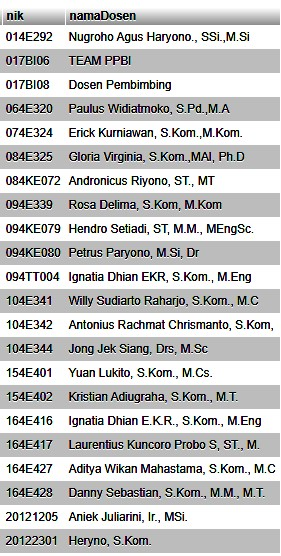 nik namaDosen
014E292 Nugroho Agus Haryono., SSi.,M.Si
017BI06 TEAM PPBI
017BI08 Dosen Pembimbing
064E320 Paulus Widiatmoko, S.Pd.,M.A
074E324 Erick Kurniawan, S.Kom.,M.Kom.
084E325 Gloria Virginia, S.Kom.,MAI, Ph.D
084KE072 Andronicus Riyono, ST., MT
094E339 Rosa Delima, S.Kom, M.Kom
094KE079 Hendro Setiadi, ST, M.M., MEngSc.
094KE080 Petrus Paryono, M.Si, Dr
094TT004 Ignatia Dhian EKR, S.Kom., M.Eng
104E341 Willy Sudiarto Raharjo, S.Kom., M.C
104E342 Antonius Rachmat Chrismanto, S.Kom,
104E344 Jong Jek Siang, Drs, M.Sc
154E401 Yuan Lukito, S.Kom., M.Cs.
154E402 Kristian Adiugraha, S.Kom., M.T.
164E416 Ignatia Dhian E.K.R., S.Kom., M.Eng
164E417 Laurentius Kuncoro Probo S, ST., M.
164E427 Aditya Wikan Mahastama, S.Kom., M.C
164E428 Danny Sebastian, S.Kom., M.M., M.T.
20121205 Aniek Juliarini, Ir., MSi.
20122301 Heryno, S.Kom.